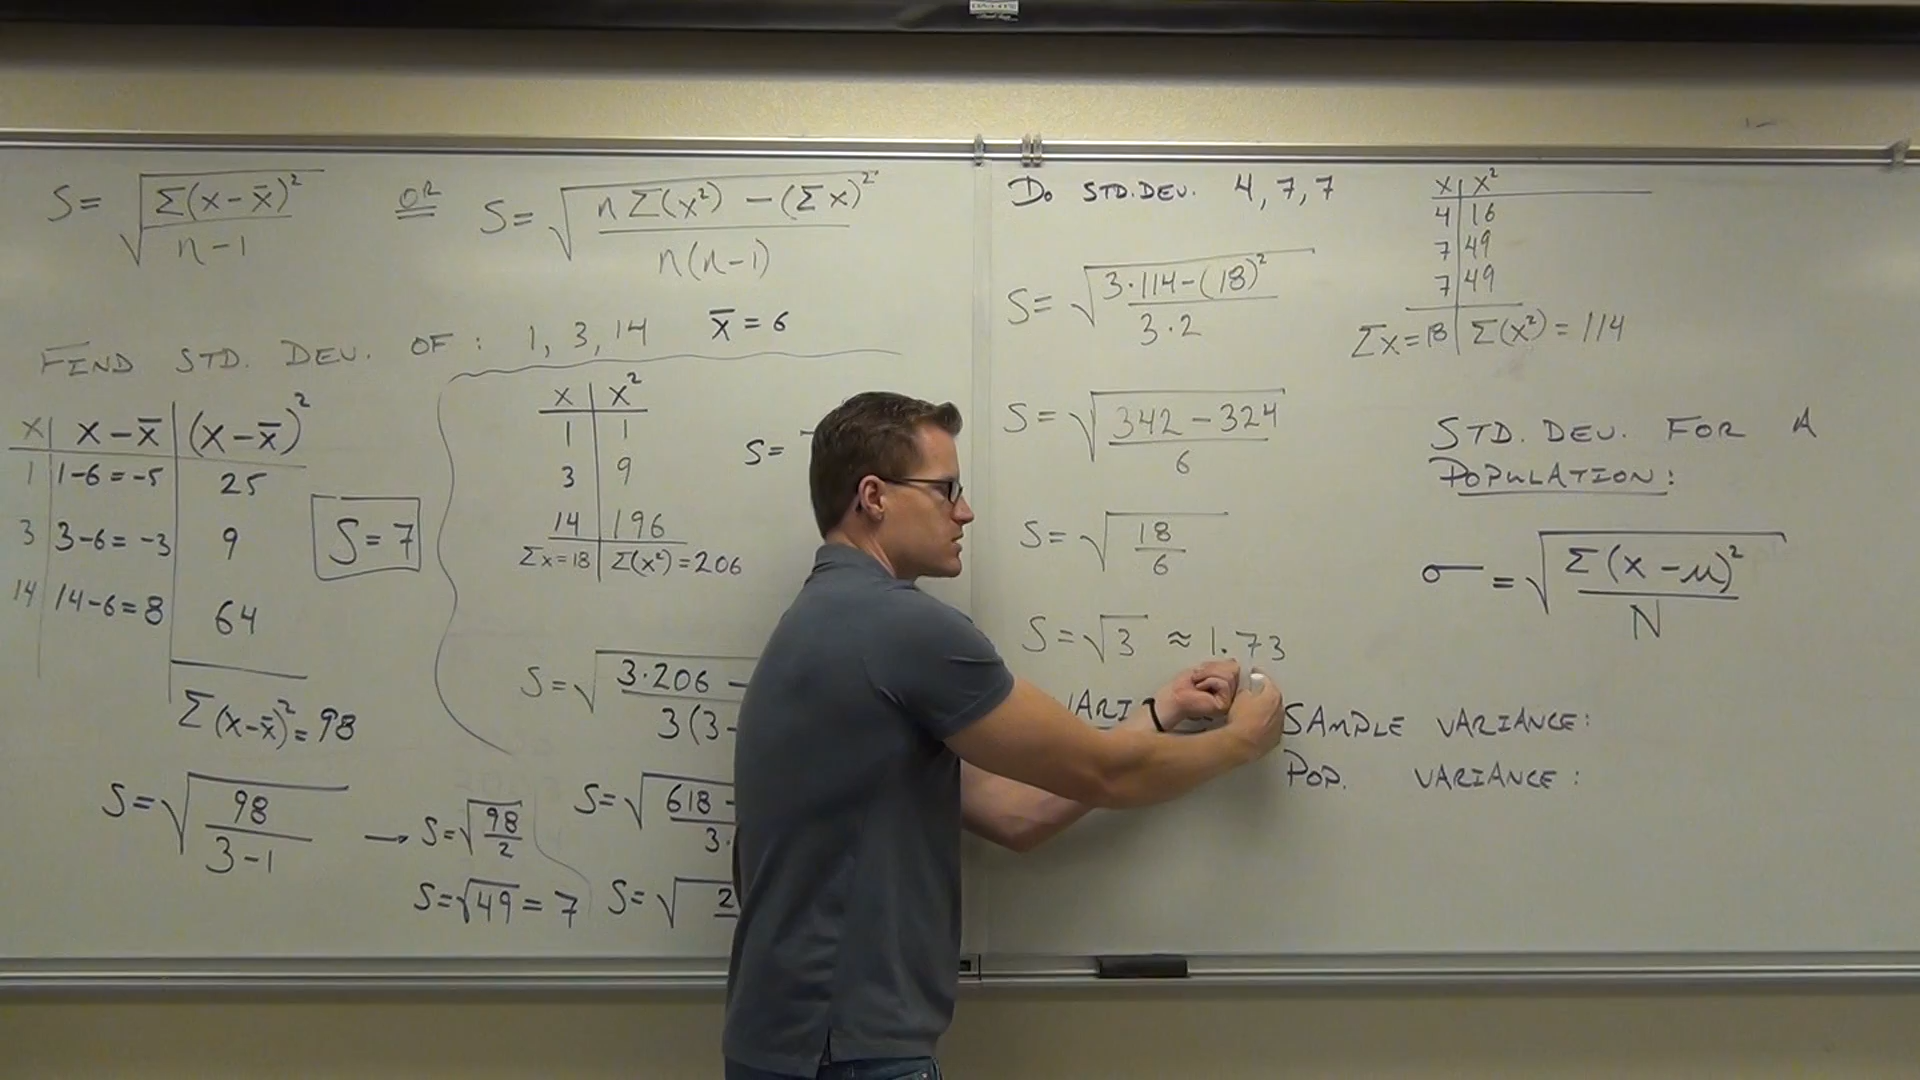 S = √(Σ(x-x̄)²/(n-1)) OR S = √((nΣ(x²) - (Σx)²)/(n(n-1)))
FIND STD. DEV. OF: 1, 3, 14 x̄ = 6
x | x-x̄ | (x-x̄)²
1 | 1-6=-5 | 25
3 | 3-6=-3 | 9
14 | 14-6=8 | 64
Σ(x-x̄)²=98
S = √(98/(3-1)) → S=√(98/2)
S=√49 = 7
S=7
x | x²
1 | 1
3 | 9
14 | 196
Σx=18 | Σ(x²)=206
S=
S=√ 3·206 -
3(3-
S=√ 618 -
3·
S=√ 2
DO STD.DEV. 4, 7, 7
S= √((3·114-(18)²)/(3·2))
S= √((342-324)/6)
S= √(18/6)
S=√3 ≈ 1.73
x | x²
4 | 16
7 | 49
7 | 49
Σx=18 | Σ(x²)=114
STD. DEV. FOR A
POPULATION:
σ = √(Σ(x-μ)²/N)
VARI
SAMPLE VARIANCE:
POP. VARIANCE: